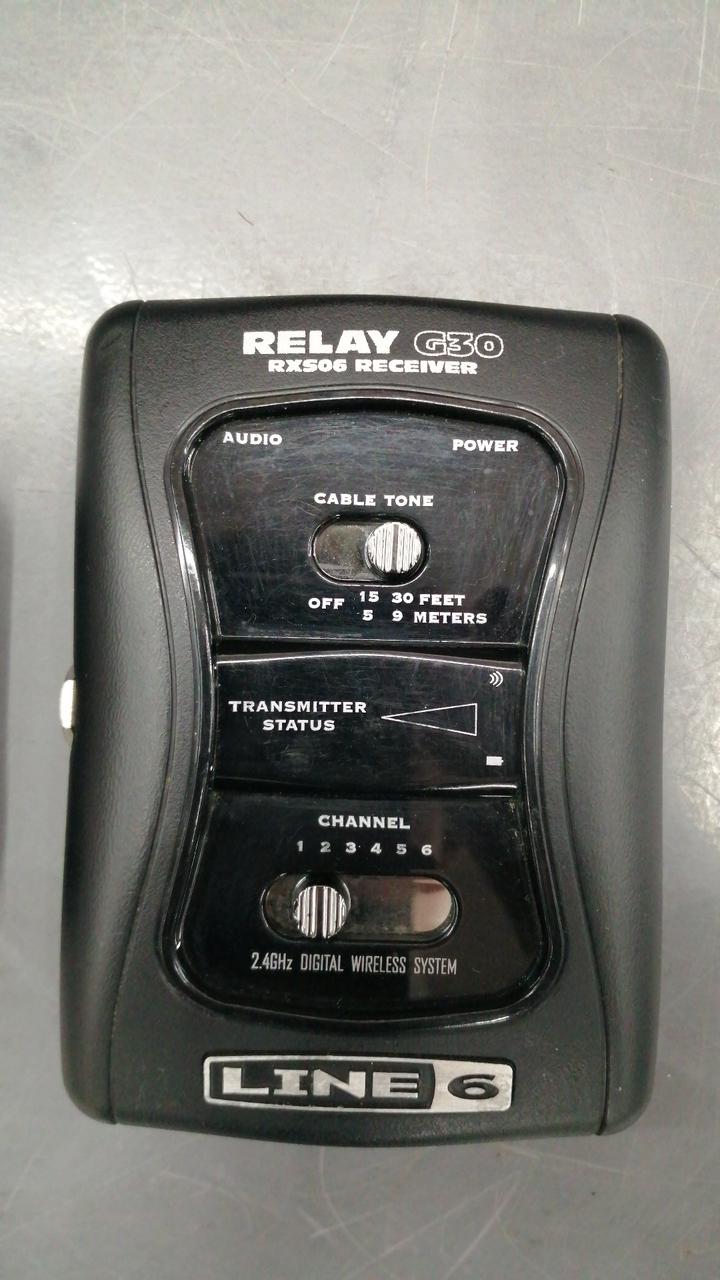 RELAY G30
RXS06 RECEIVER
AUDIO
POWER
CABLE TONE
OFF 15 30 FEET
5 9 METERS
TRANSMITTER
STATUS
CHANNEL
1 2 3 4 5 6
2.4GHz DIGITAL WIRELESS SYSTEM
LINE 6